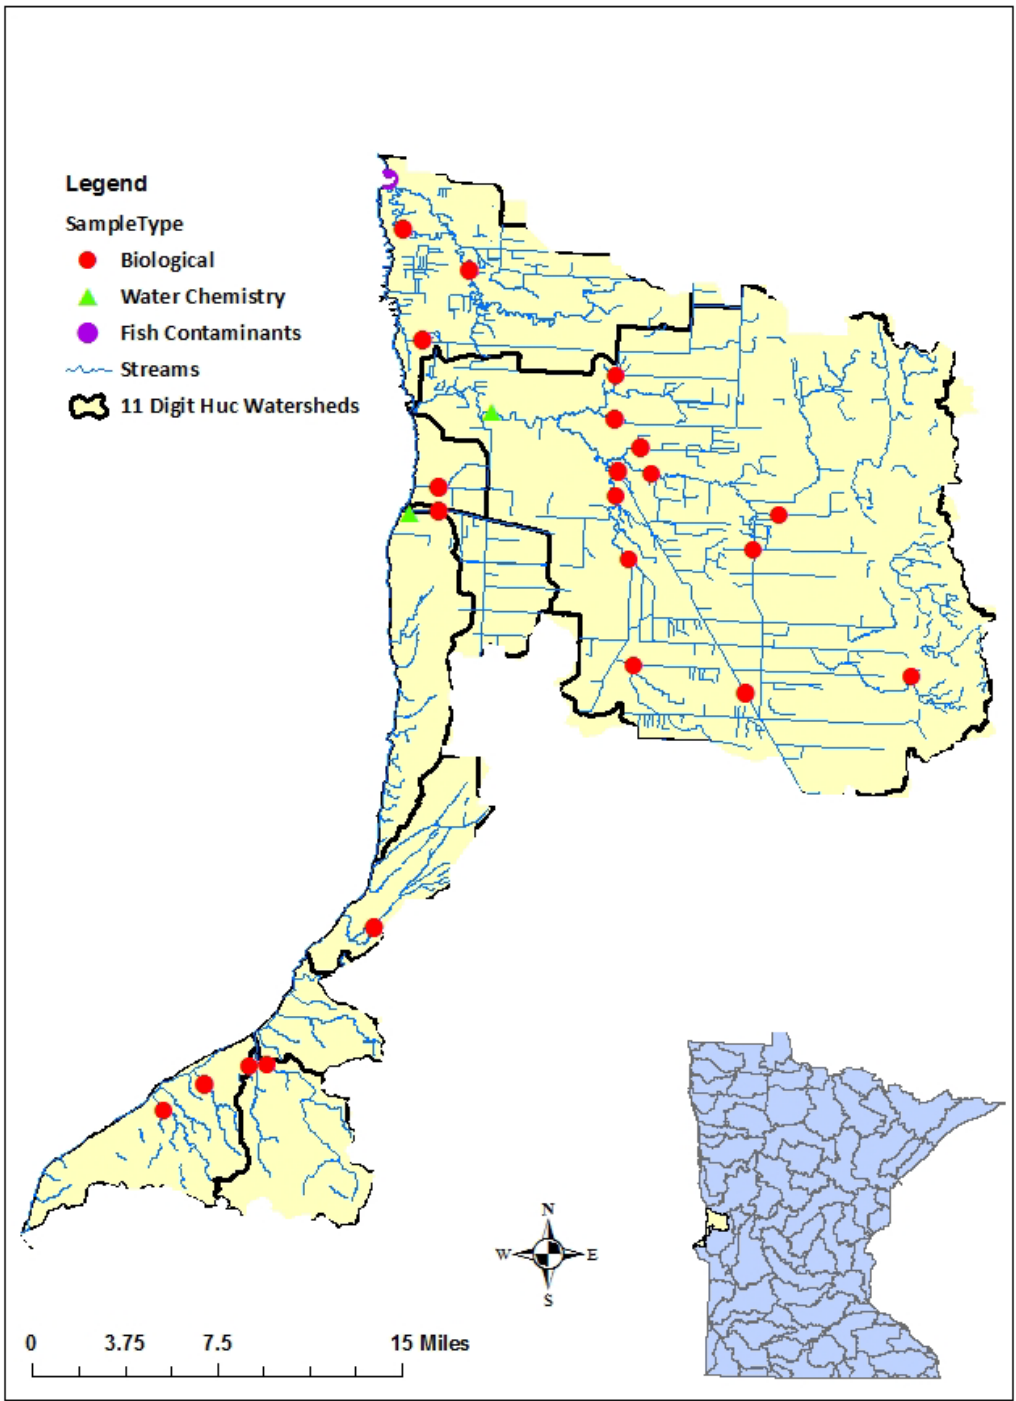 Legend
SampleType
Biological
Water Chemistry
Fish Contaminants
Streams
11 Digit Huc Watersheds
N
W E
S
0 3.75 7.5 15 Miles